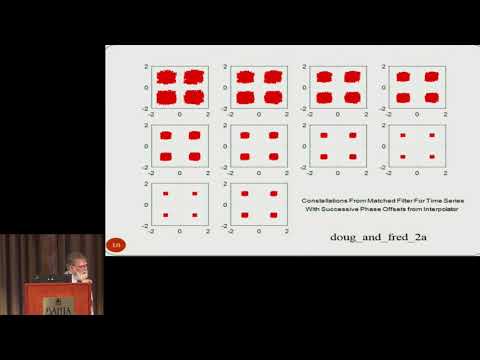 2 2 2 2
0 0 0 0
-2 -2 -2 -2
-2 0 2 -2 0 2 -2 0 2 -2 0 2
2 2 2 2
0 0 0 0
-2 -2 -2 -2
-2 0 2 -2 0 2 -2 0 2 -2 0 2
2 2
0 0
-2 -2
-2 0 2 -2 0 2
Constellations From Matched Filter For Time Series
With Successive Phase Offsets from Interpolator
doug_and_fred_2a
BAHIA